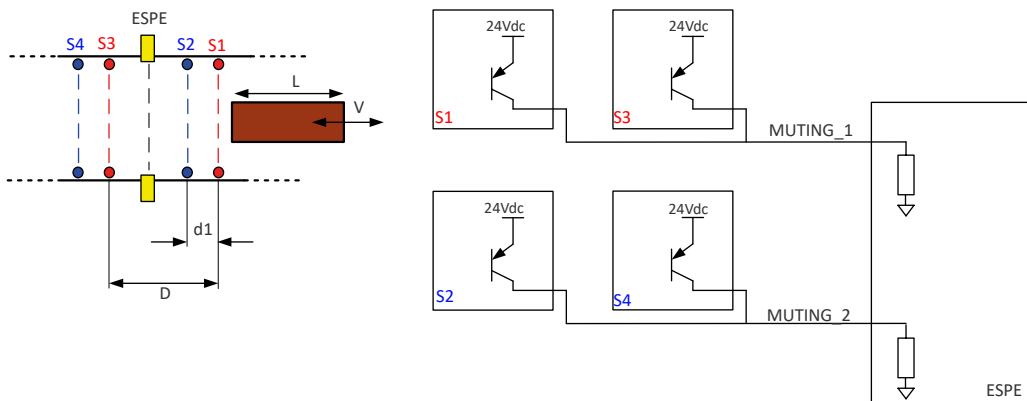 ESPE
S4
S3
S2
S1
L
V
d1
D
24Vdc
S1
24Vdc
S3
MUTING_1
24Vdc
S2
24Vdc
S4
MUTING_2
ESPE